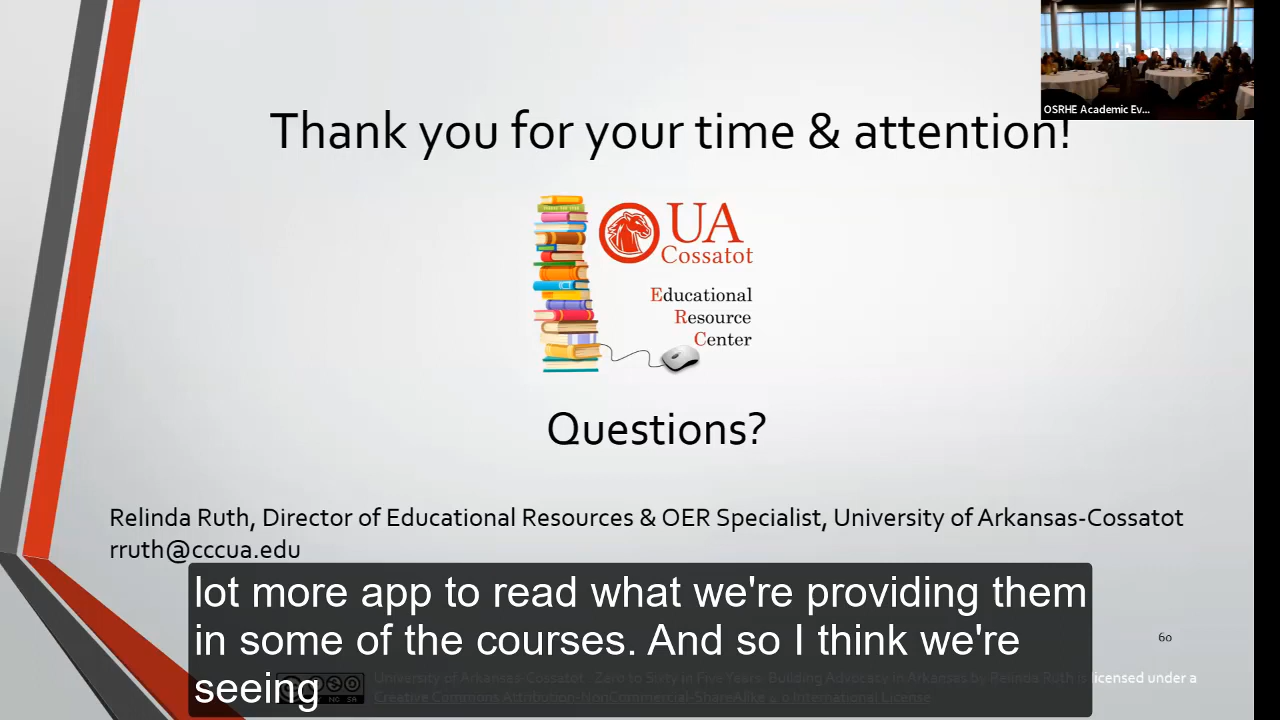 OSRHE Academic Ev...
Thank you for your time & attention!
UA
Cossatot
Educational
Resource
Center
Questions?
Relinda Ruth, Director of Educational Resources & OER Specialist, University of Arkansas-Cossatot
rruth@cccua.edu
lot more app to read what we're providing them
in some of the courses. And so I think we're
seeing
60
University of Arkansas-Cossatot - Zero to Sixty in Five Years: Building Advocacy in Arkansas by Relinda Ruth is licensed under a
Creative Commons Attribution-NonCommercial-ShareAlike 4.0 International License